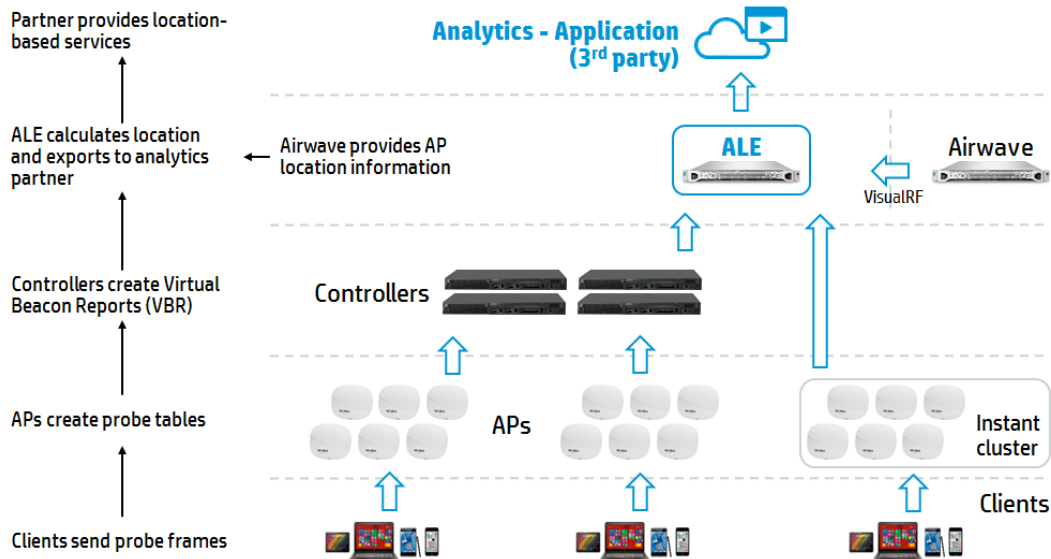 Partner provides location-
based services
Analytics - Application
(3rd party)
ALE calculates location
and exports to analytics
partner
Airwave provides AP
location information
ALE
Airwave
VisualRF
Controllers create Virtual
Beacon Reports (VBR)
Controllers
APs create probe tables
APs
Instant
cluster
Clients
Clients send probe frames